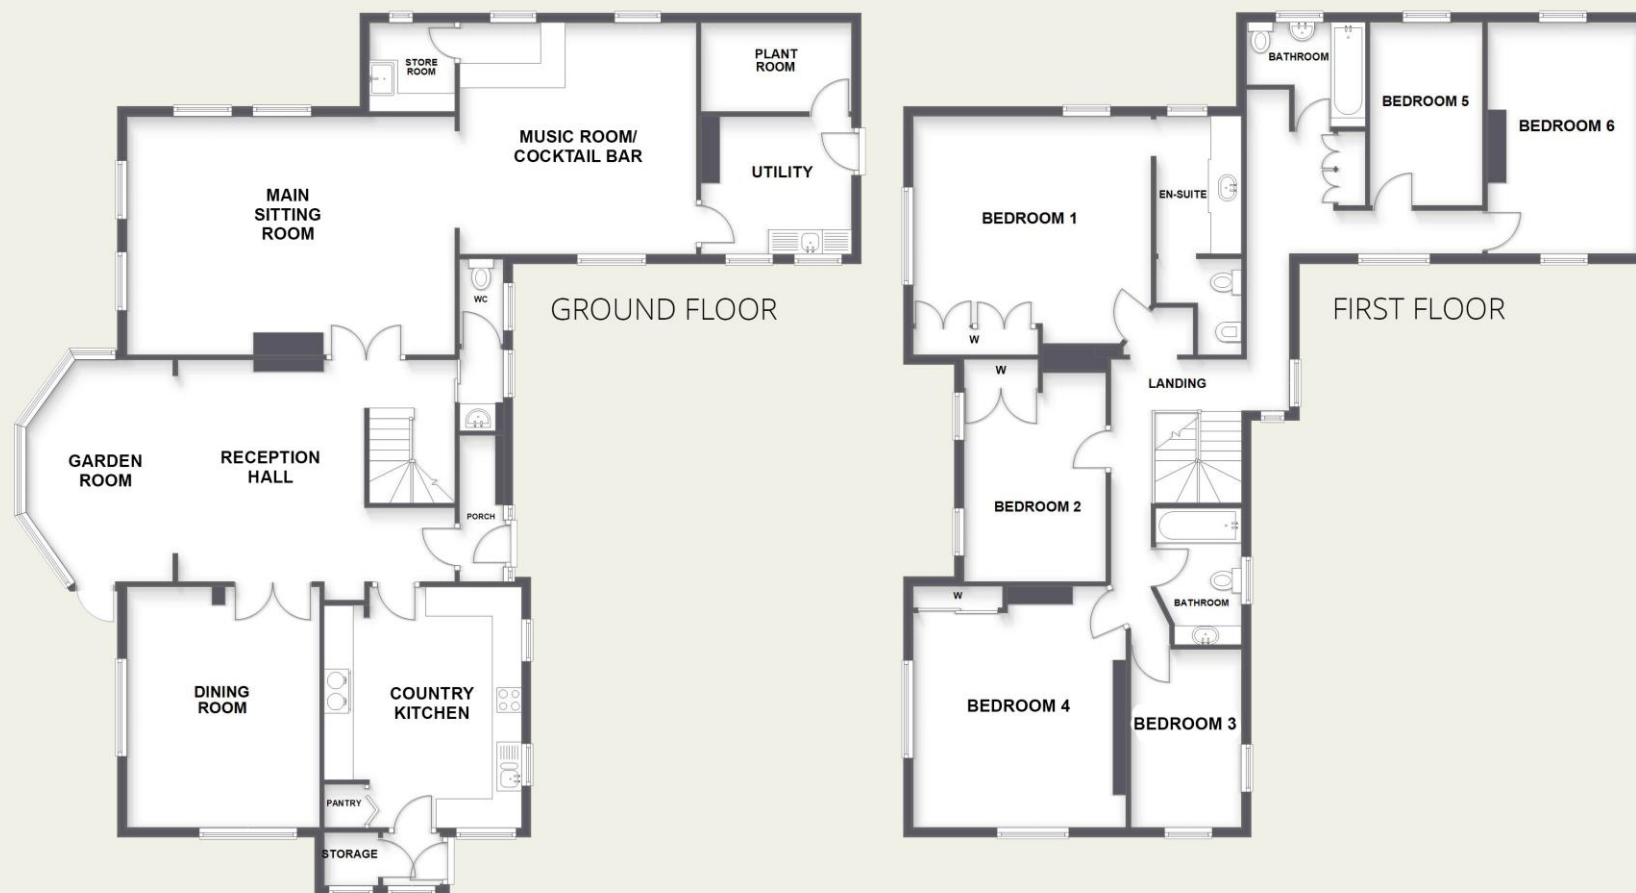 STORE
ROOM
PLANT
ROOM
MUSIC ROOM/
COCKTAIL BAR
UTILITY
MAIN
SITTING
ROOM
WC
GROUND FLOOR
GARDEN
ROOM
RECEPTION
HALL
PORCH
DINING
ROOM
COUNTRY
KITCHEN
PANTRY
STORAGE
BATHROOM
BEDROOM 5
BEDROOM 6
EN-SUITE
BEDROOM 1
FIRST FLOOR
W
W
LANDING
BEDROOM 2
W
BATHROOM
BEDROOM 4
BEDROOM 3